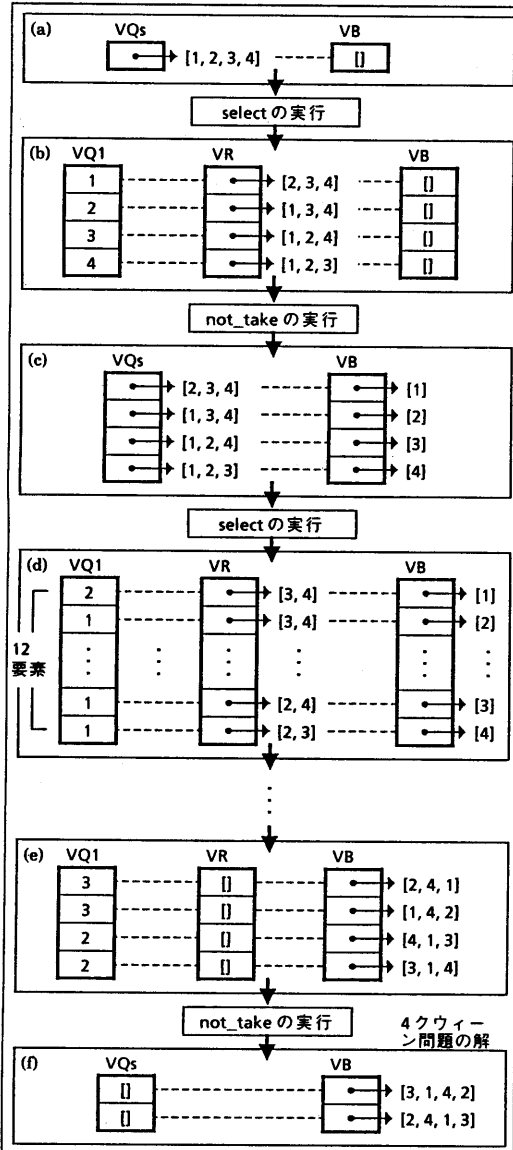 (a) VQs VB
[1, 2, 3, 4] []
selectの実行
(b) VQ1 VR VB
1 [2, 3, 4] []
2 [1, 3, 4] []
3 [1, 2, 4] []
4 [1, 2, 3] []
not_takeの実行
(c) VQs VB
[2, 3, 4] [1]
[1, 3, 4] [2]
[1, 2, 4] [3]
[1, 2, 3] [4]
selectの実行
(d) VQ1 VR VB
2 [3, 4] [1]
1 [3, 4] [2]
12
要素
1 [2, 4] [3]
1 [2, 3] [4]
(e) VQ1 VR VB
3 [] [2, 4, 1]
3 [] [1, 4, 2]
2 [] [4, 1, 3]
2 [] [3, 1, 4]
not_takeの実行
4クウィー
ン問題の解
(f) VQs VB
[] [3, 1, 4, 2]
[] [2, 4, 1, 3]